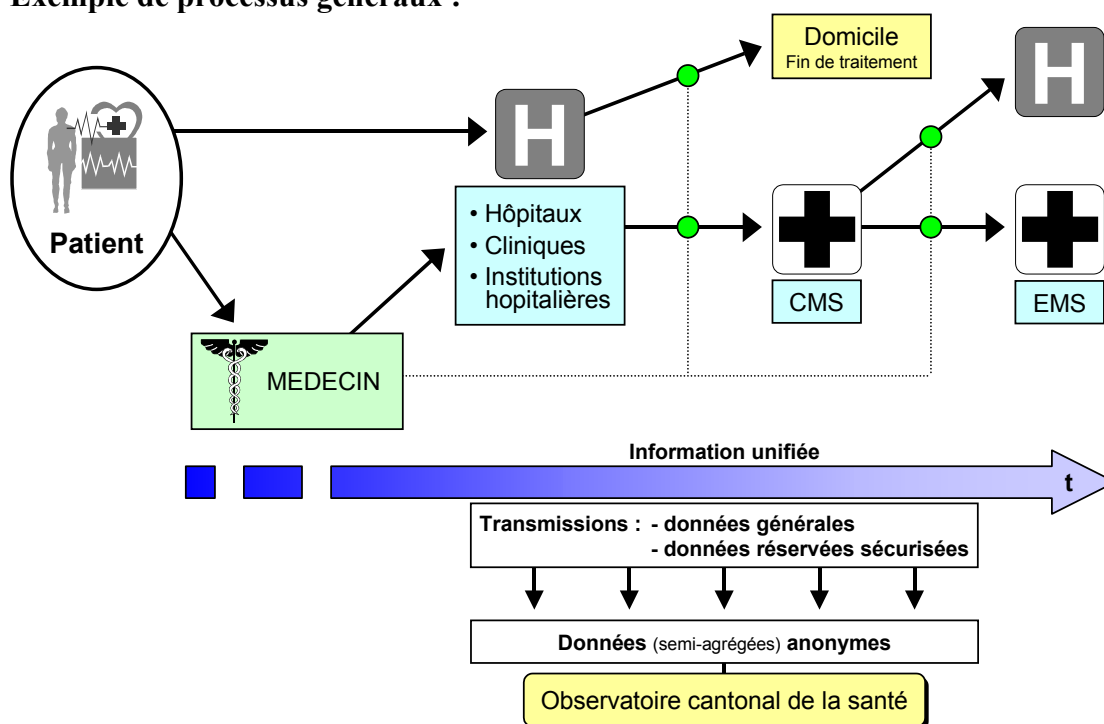 Exemple de processus généraux :
Domicile
Fin de traitement
H
H
Patient
• Hôpitaux
• Cliniques
• Institutions
hopitalières
CMS
EMS
MEDECIN
Information unifiée
t
Transmissions : - données générales
- données réservées sécurisées
Données (semi-agrégées) anonymes
Observatoire cantonal de la santé